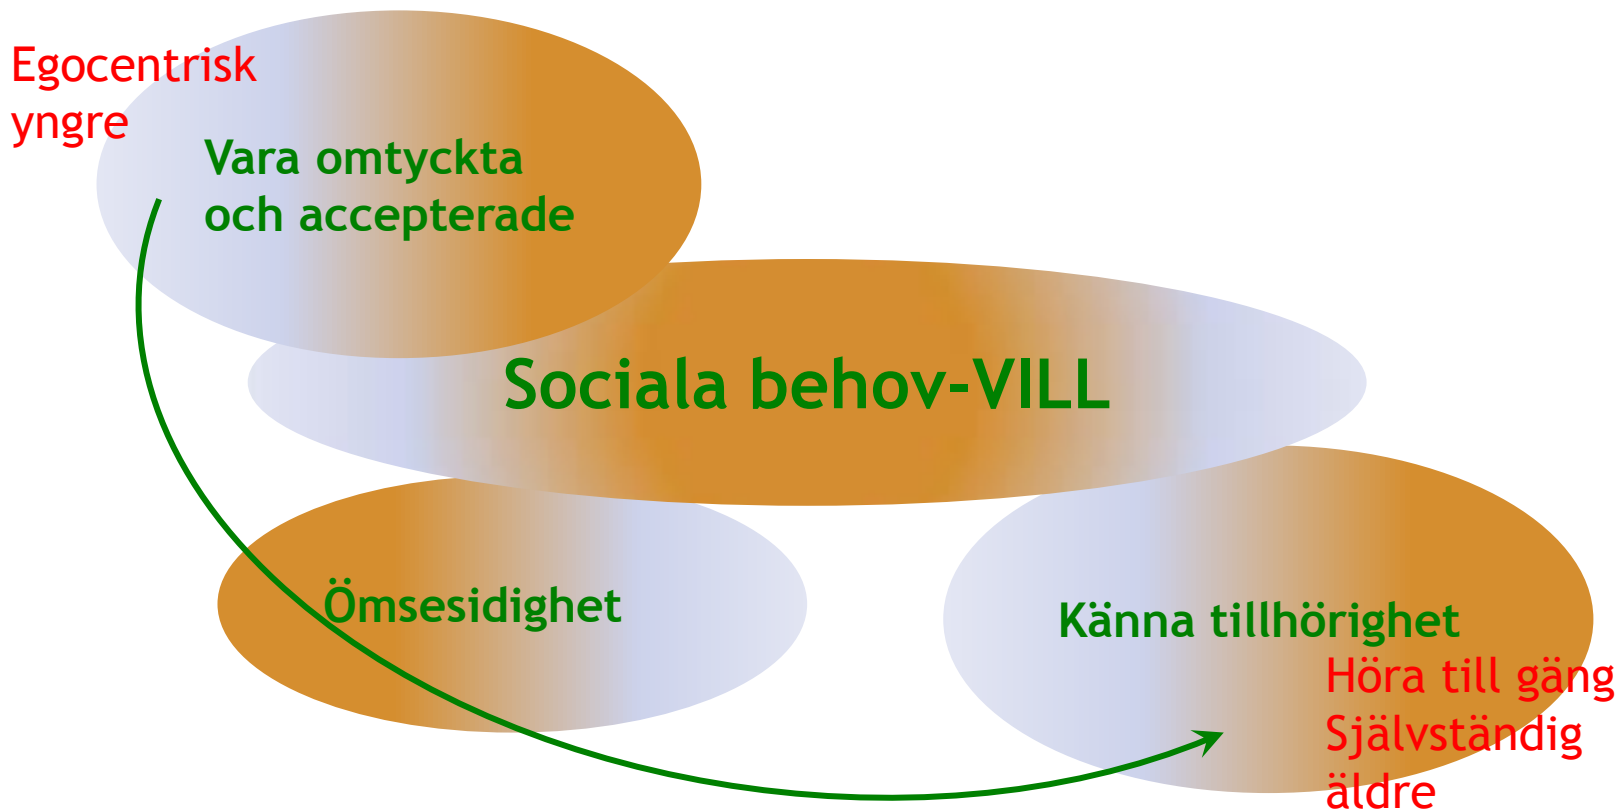 Egocentrisk
yngre
Vara omtyckta
och accepterade
Sociala behov-VILL
Ömsesidighet
Känna tillhörighet
Höra till gäng
Självständig
äldre